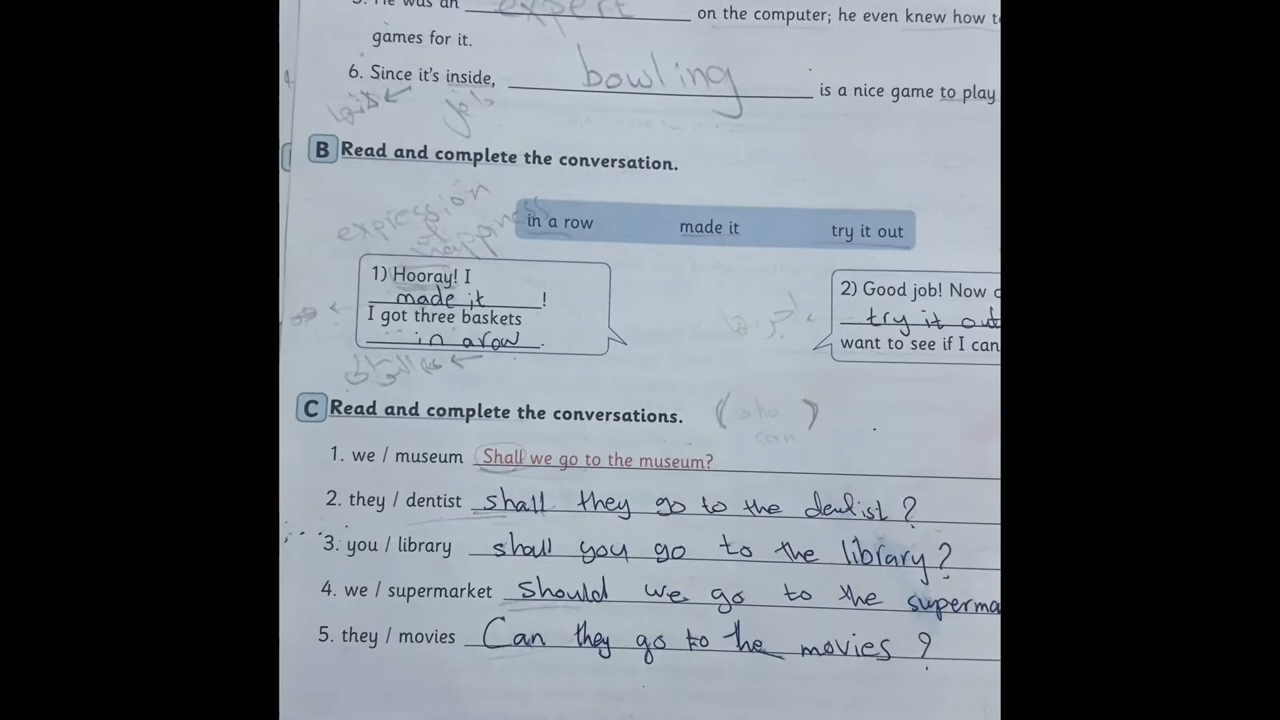 He was an expert on the computer; he even knew how
games for it.
6. Since it's inside, bowling is a nice game to play
B Read and complete the conversation.
expression
of
happiness
in a row made it try it out
1) Hooray! I
made it !
I got three baskets
in arow .
2) Good job! Now
try it out
want to see if I can
C Read and complete the conversations.
can
1. we / museum Shall we go to the museum?
2. they / dentist shall they go to the dentist ?
3. you / library shall you go to the library ?
4. we / supermarket should we go to the superma
5. they / movies Can they go to the movies ?